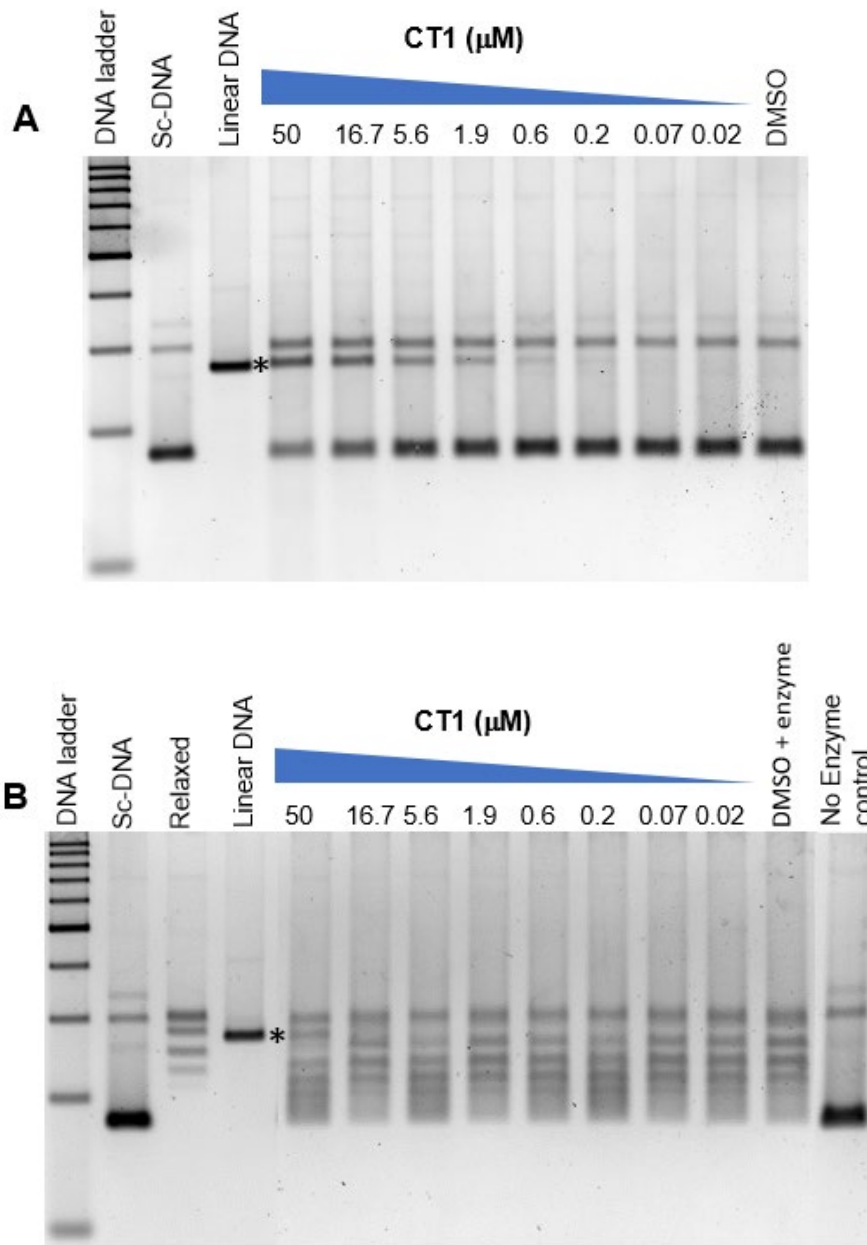 A
DNA ladder
Sc-DNA
Linear DNA
CT1 (μM)
50 16.7 5.6 1.9 0.6 0.2 0.07 0.02
DMSO
*
B
DNA ladder
Sc-DNA
Relaxed
Linear DNA
CT1 (μM)
50 16.7 5.6 1.9 0.6 0.2 0.07 0.02
DMSO + enzyme
No Enzyme
control
*